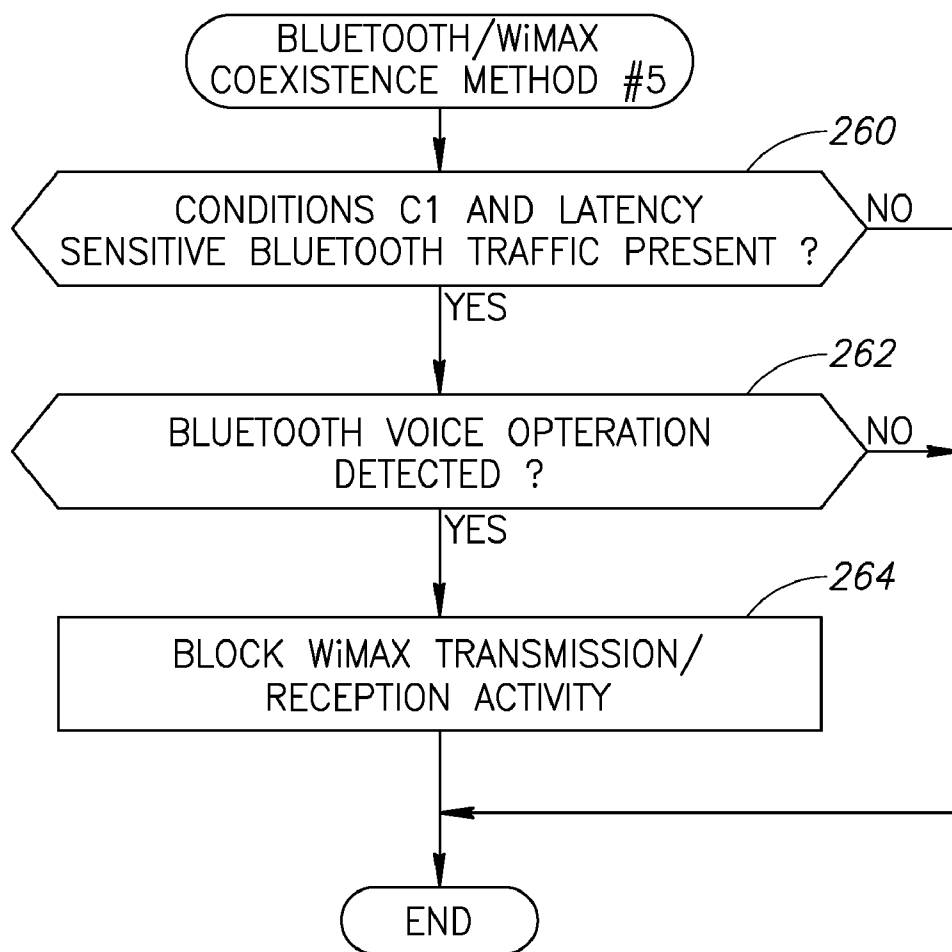 BLUETOOTH/WiMAX
COEXISTENCE METHOD #5
260
CONDITIONS C1 AND LATENCY
SENSITIVE BLUETOOTH TRAFFIC PRESENT ?
NO
YES
262
BLUETOOTH VOICE OPTERATION
DETECTED ?
NO
YES
264
BLOCK WiMAX TRANSMISSION/
RECEPTION ACTIVITY
END